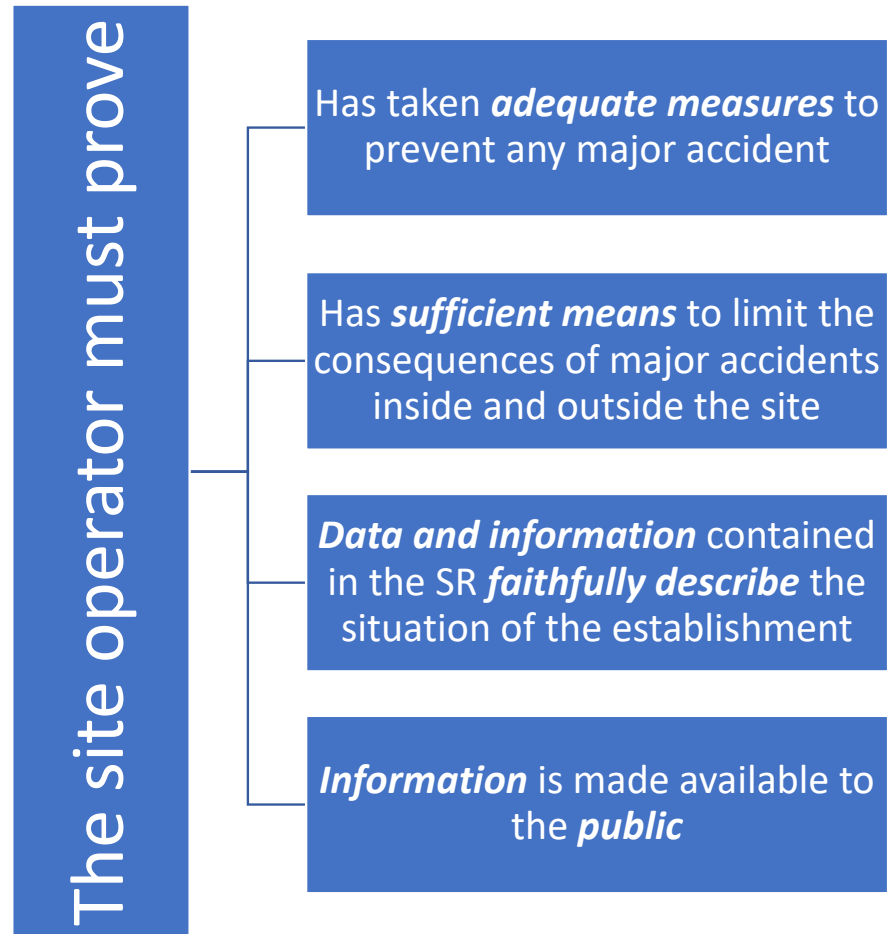 The site operator must prove
Has taken adequate measures to
prevent any major accident
Has sufficient means to limit the
consequences of major accidents
inside and outside the site
Data and information contained
in the SR faithfully describe the
situation of the establishment
Information is made available to
the public